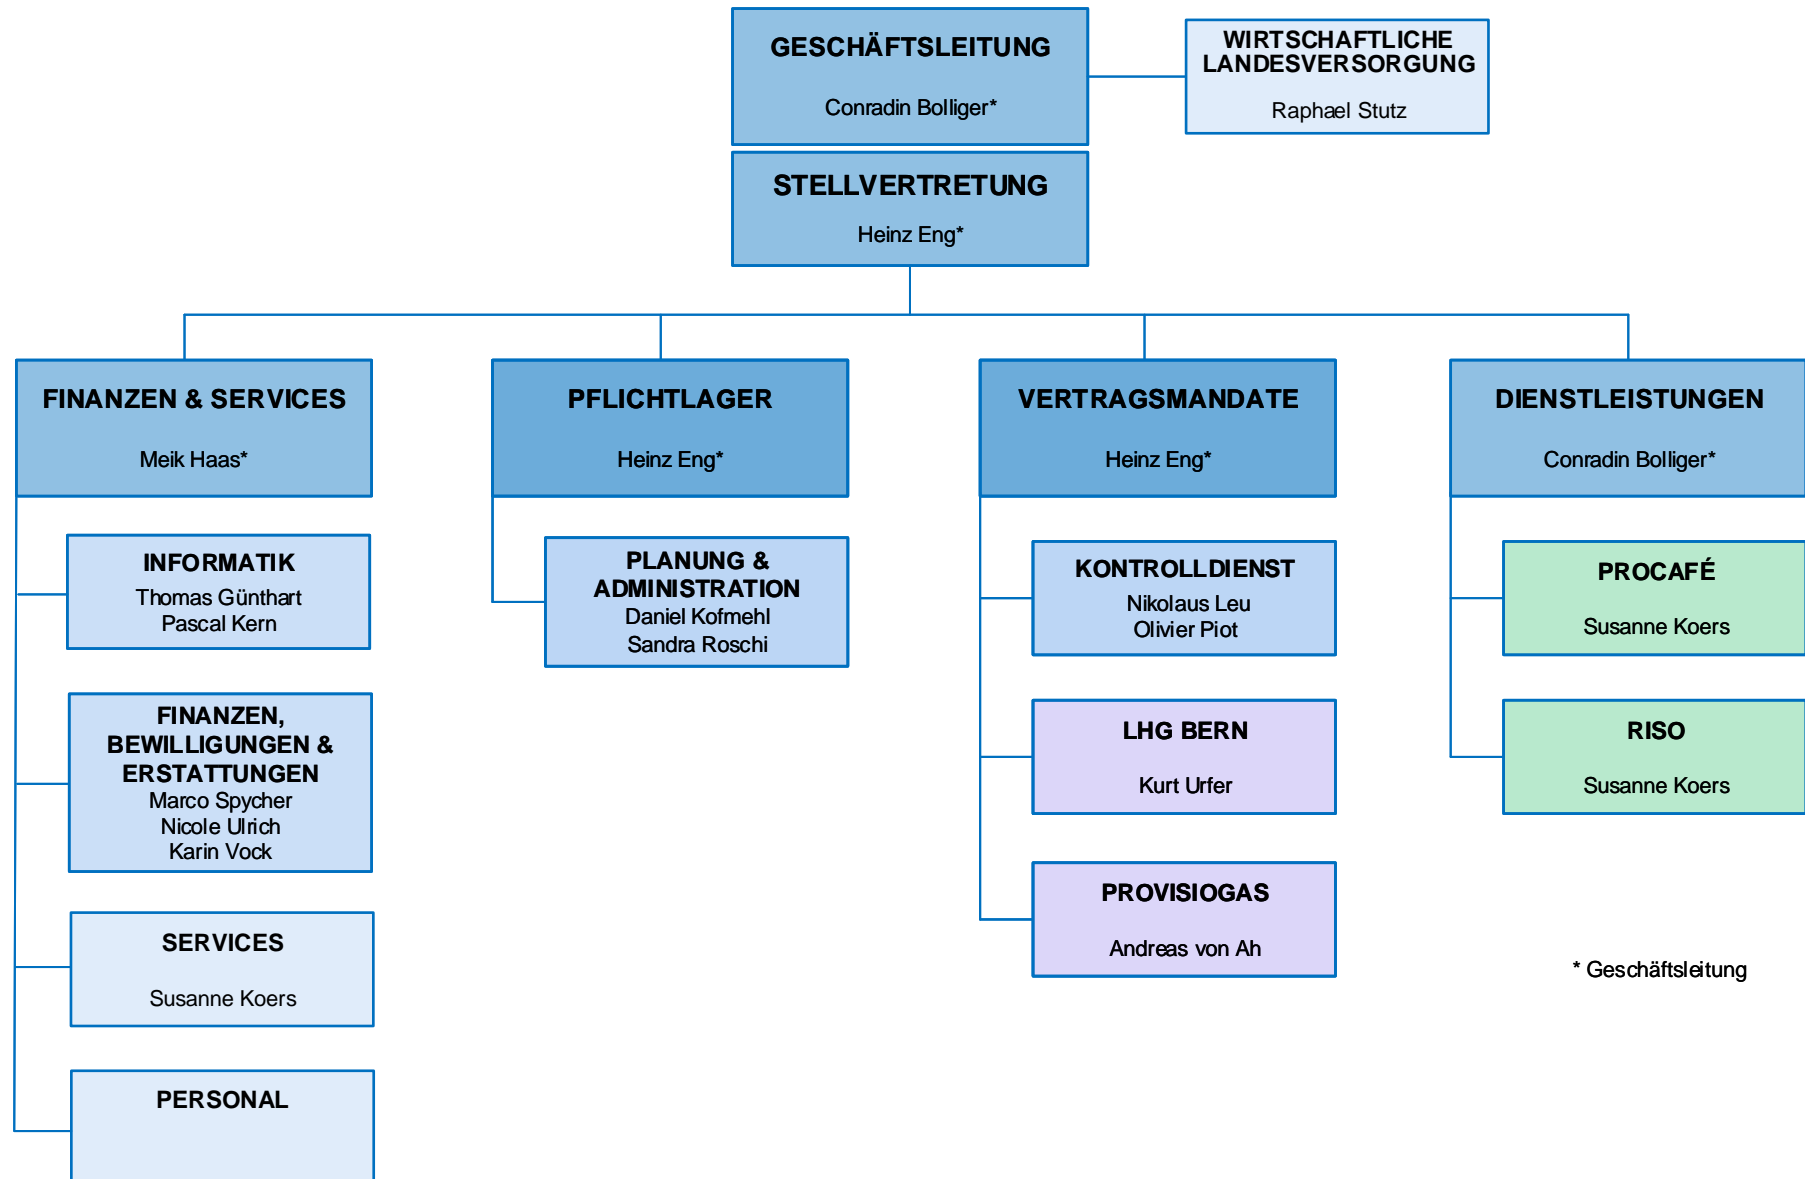 GESCHÄFTSLEITUNG
Conradin Bolliger*
WIRTSCHAFTLICHE
LANDESVERSORGUNG
Raphael Stutz
STELLVERTRETUNG
Heinz Eng*
FINANZEN & SERVICES
Meik Haas*
INFORMATIK
Thomas Günthart
Pascal Kern
FINANZEN,
BEWILLIGUNGEN &
ERSTATTUNGEN
Marco Spycher
Nicole Ulrich
Karin Vock
SERVICES
Susanne Koers
PERSONAL
PFLICHTLAGER
Heinz Eng*
PLANUNG &
ADMINISTRATION
Daniel Kofmehl
Sandra Roschi
VERTRAGSMANDATE
Heinz Eng*
KONTROLLDIENST
Nikolaus Leu
Olivier Piot
LHG BERN
Kurt Urfer
PROVISIOGAS
Andreas von Ah
DIENSTLEISTUNGEN
Conradin Bolliger*
PROCAFÉ
Susanne Koers
RISO
Susanne Koers
* Geschäftsleitung